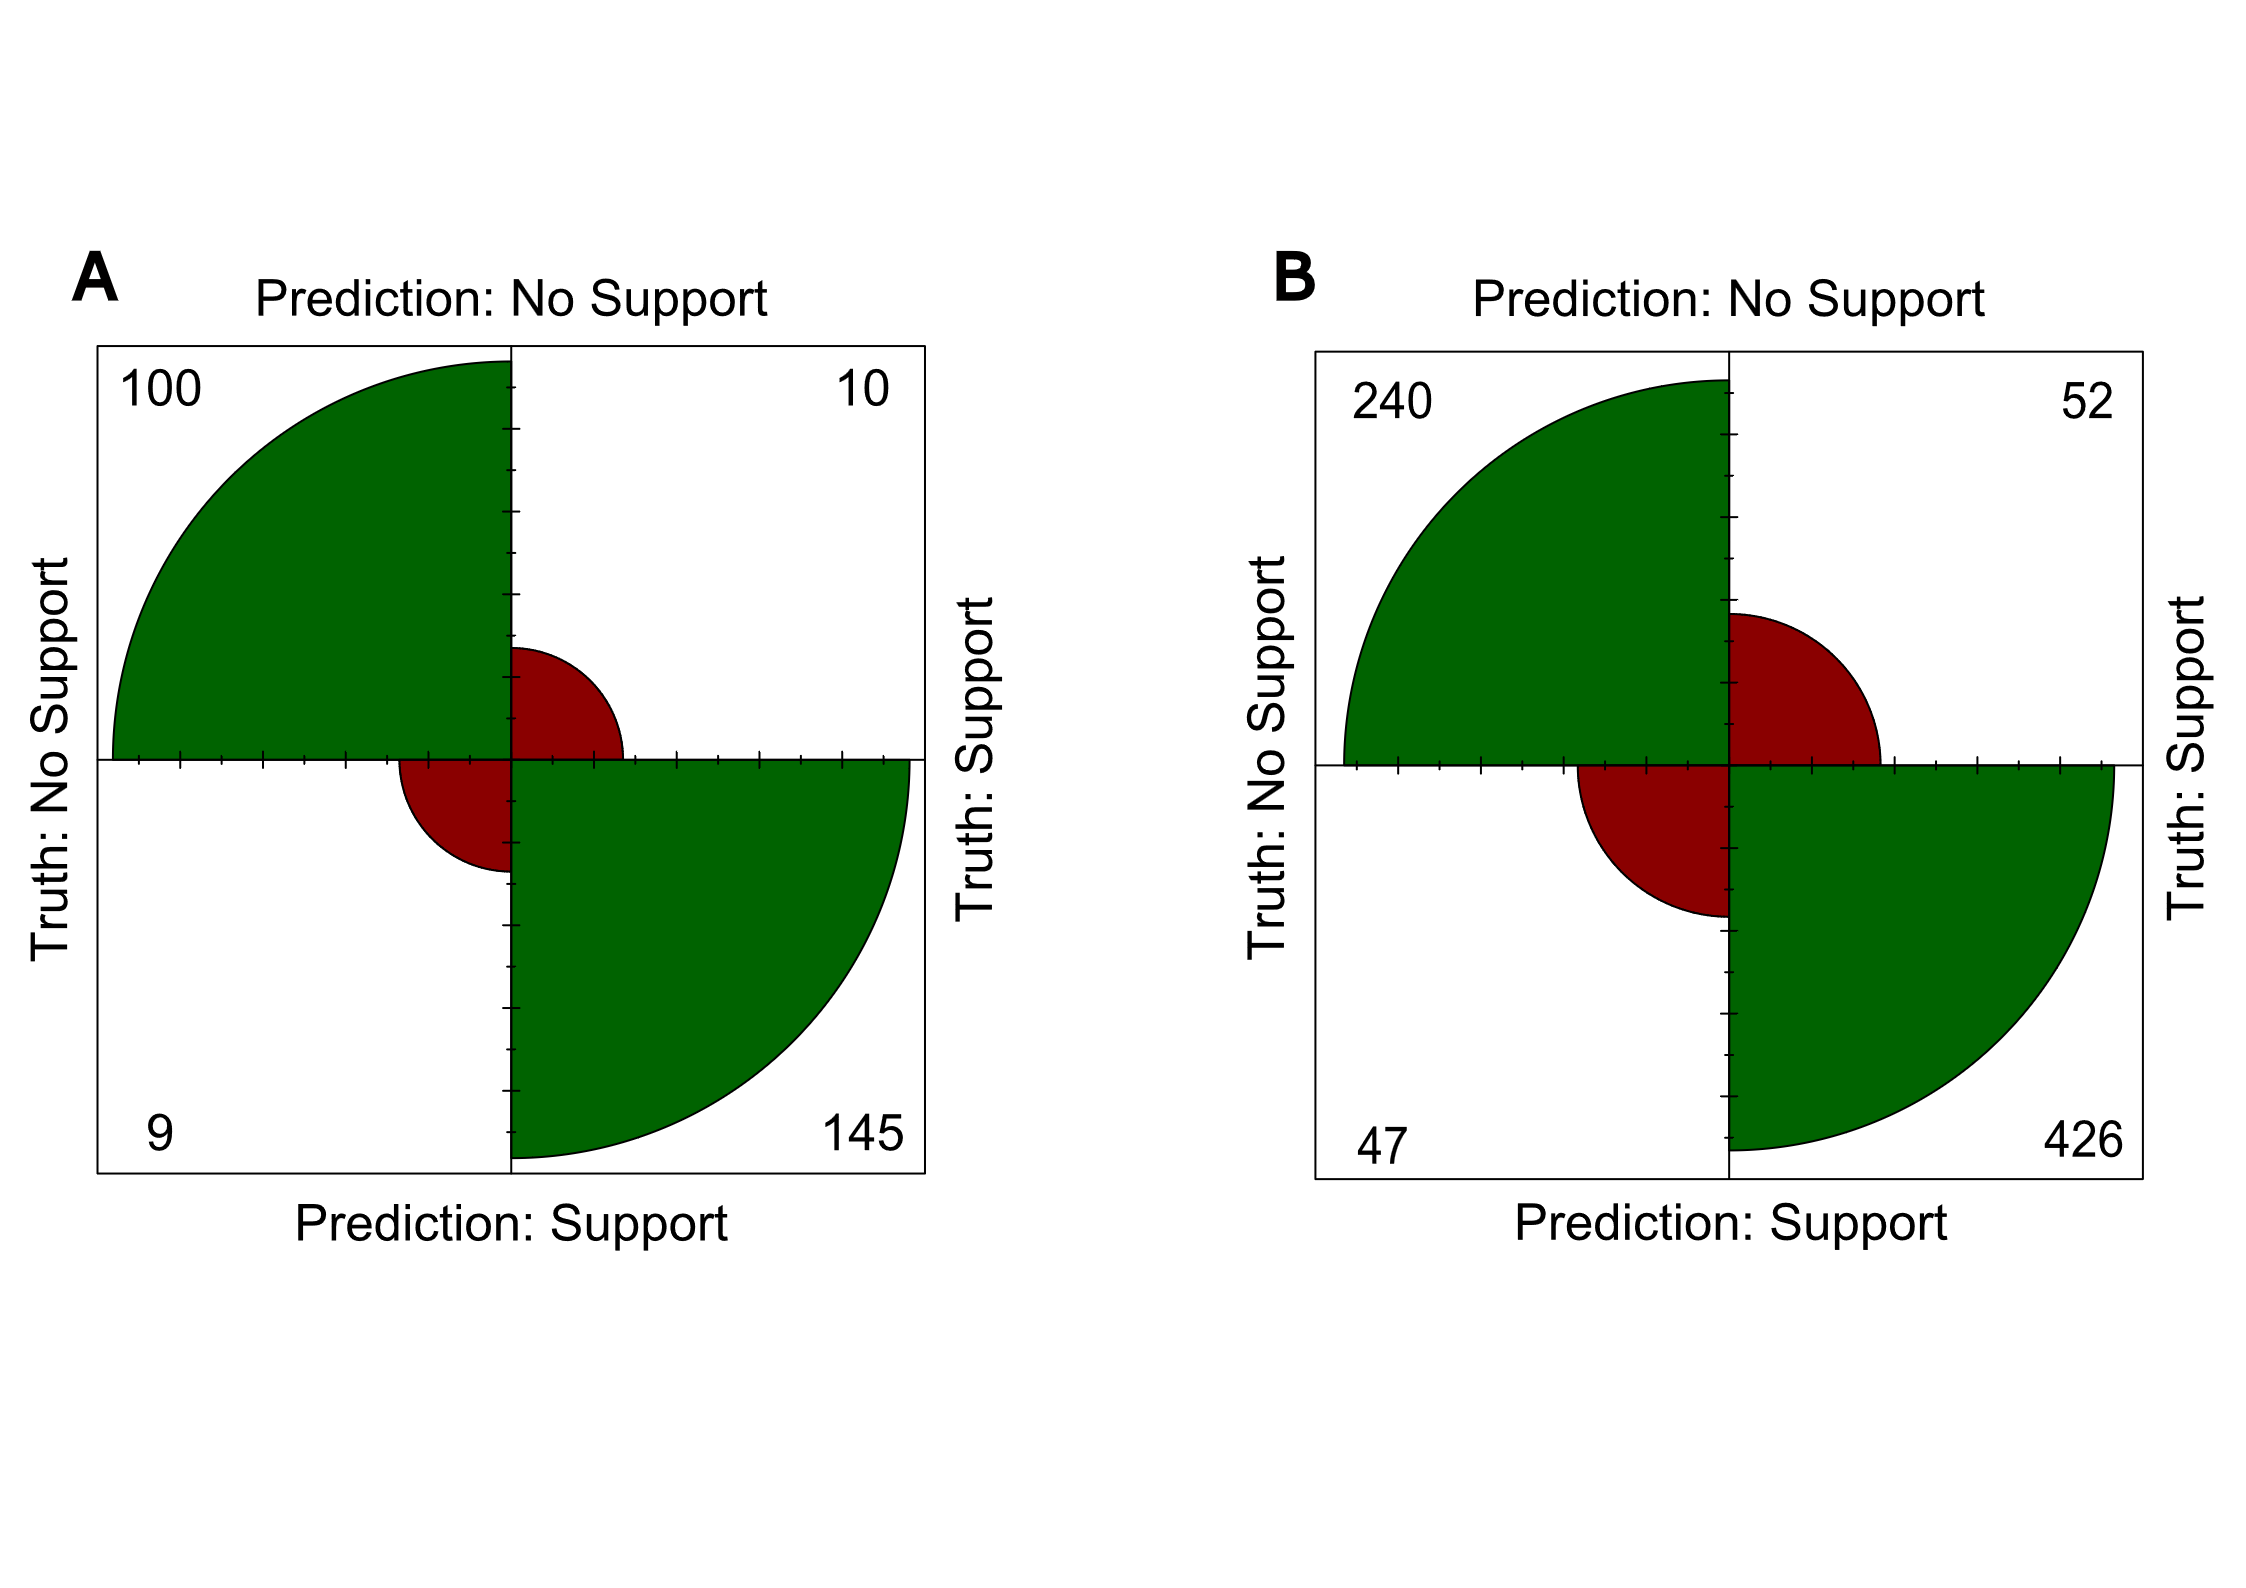 A
Prediction: No Support
100
10
Truth: No Support
Truth: Support
9
145
Prediction: Support
B
Prediction: No Support
240
52
Truth: No Support
Truth: Support
47
426
Prediction: Support